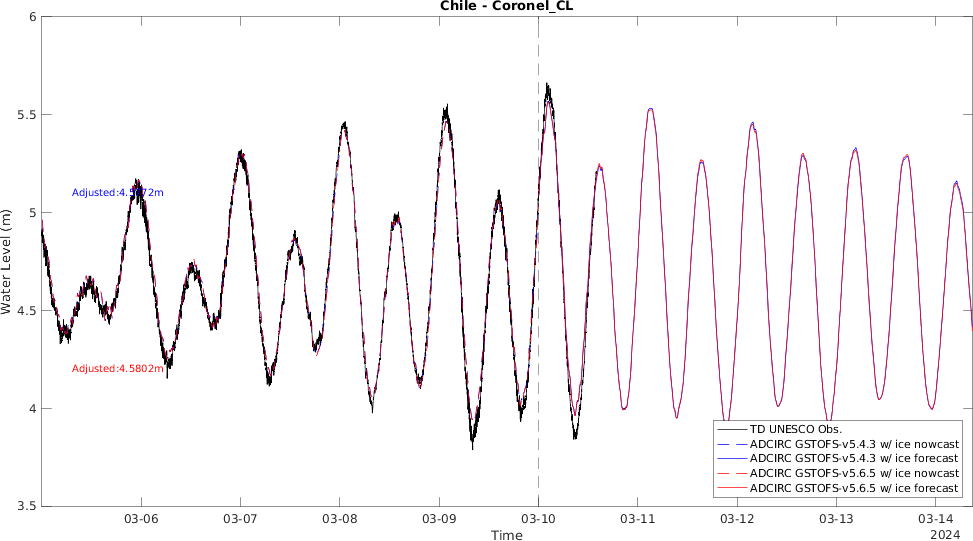 Chile - Coronel_CL
6
5.5
5
4.5
4
3.5
Water Level (m)
Adjusted:4.5802m
TD UNESCO Obs.
ADCIRC GSTOFS-v5.4.3 w/ ice nowcast
ADCIRC GSTOFS-v5.4.3 w/ ice forecast
ADCIRC GSTOFS-v5.6.5 w/ ice nowcast
ADCIRC GSTOFS-v5.6.5 w/ ice forecast
03-06 03-07 03-08 03-09 03-10 03-11 03-12 03-13 03-14
2024
Time